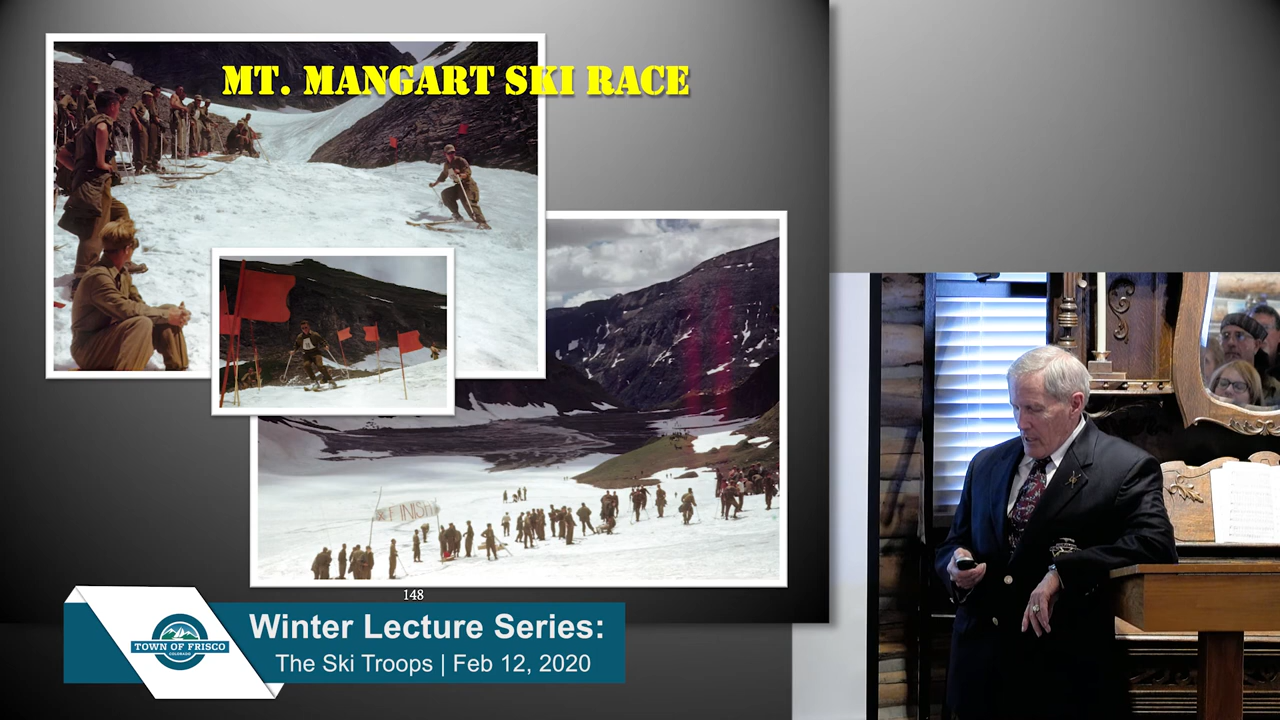 MT. MANGART SKI RACE
FINISH
148
Winter Lecture Series:
The Ski Troops | Feb 12, 2020
TOWN OF FRISCO
COLORADO